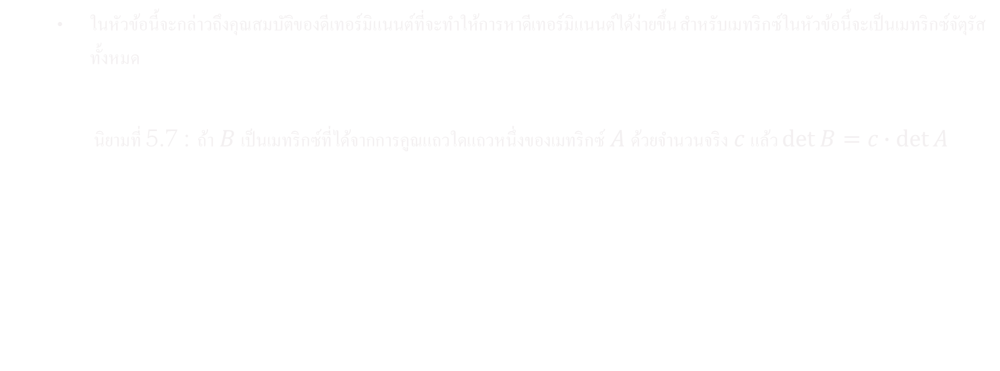 • ในหัวข้อนี้จะกล่าวถึงคุณสมบัติของดีเทอร์มิแนนต์ที่จะทำให้การหาดีเทอร์มิแนนต์ได้ง่ายขึ้น สำหรับเมทริกซ์ในหัวข้อนี้จะเป็นเมทริกซ์จัตุรัส
ทั้งหมด
นิยามที่ 5.7 : ถ้า B เป็นเมทริกซ์ที่ได้จากการคูณแถวใดแถวหนึ่งของเมทริกซ์ A ด้วยจำนวนจริง c แล้ว det B = c · det A